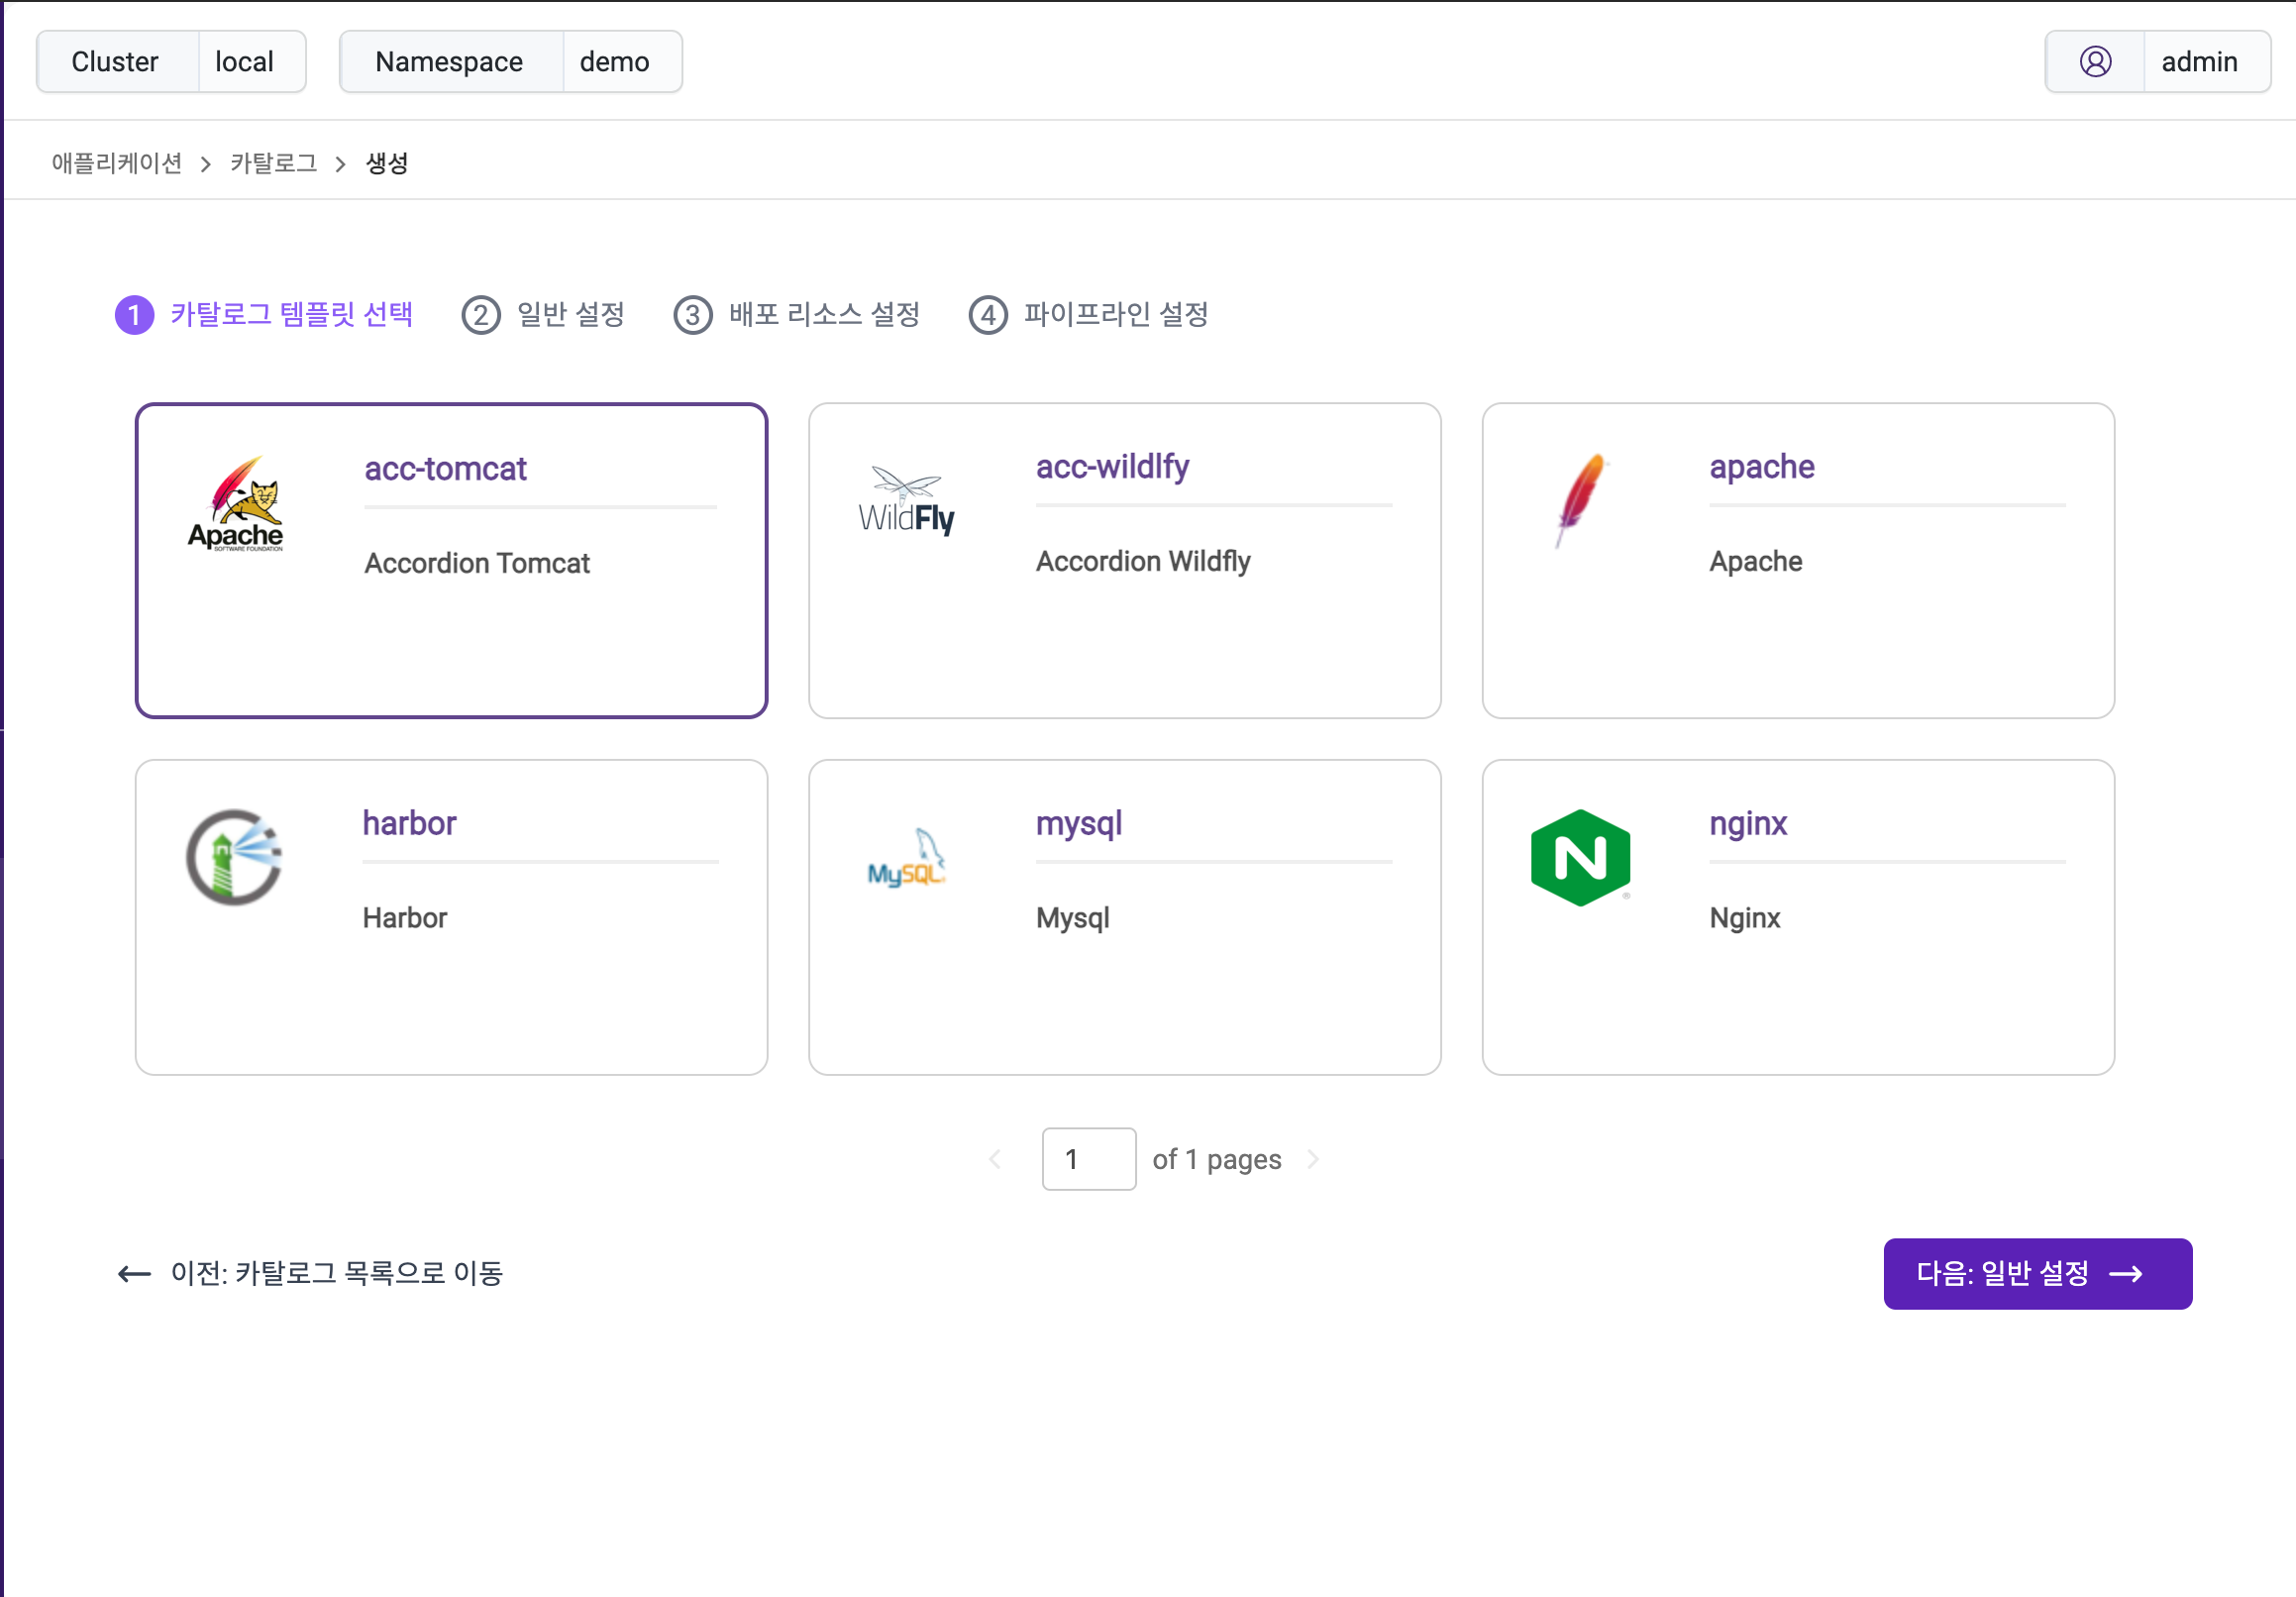 Cluster local Namespace demo admin
애플리케이션 > 카탈로그 > 생성
1 카탈로그 템플릿 선택 2 일반 설정 3 배포 리소스 설정 4 파이프라인 설정
acc-tomcat
Apache
SOFTWARE FOUNDATION
Accordion Tomcat
acc-wildlfy
WildFly
Accordion Wildfly
apache
Apache
harbor
Harbor
mysql
MySQL
Mysql
nginx
N
Nginx
1 of 1 pages
이전: 카탈로그 목록으로 이동
다음: 일반 설정